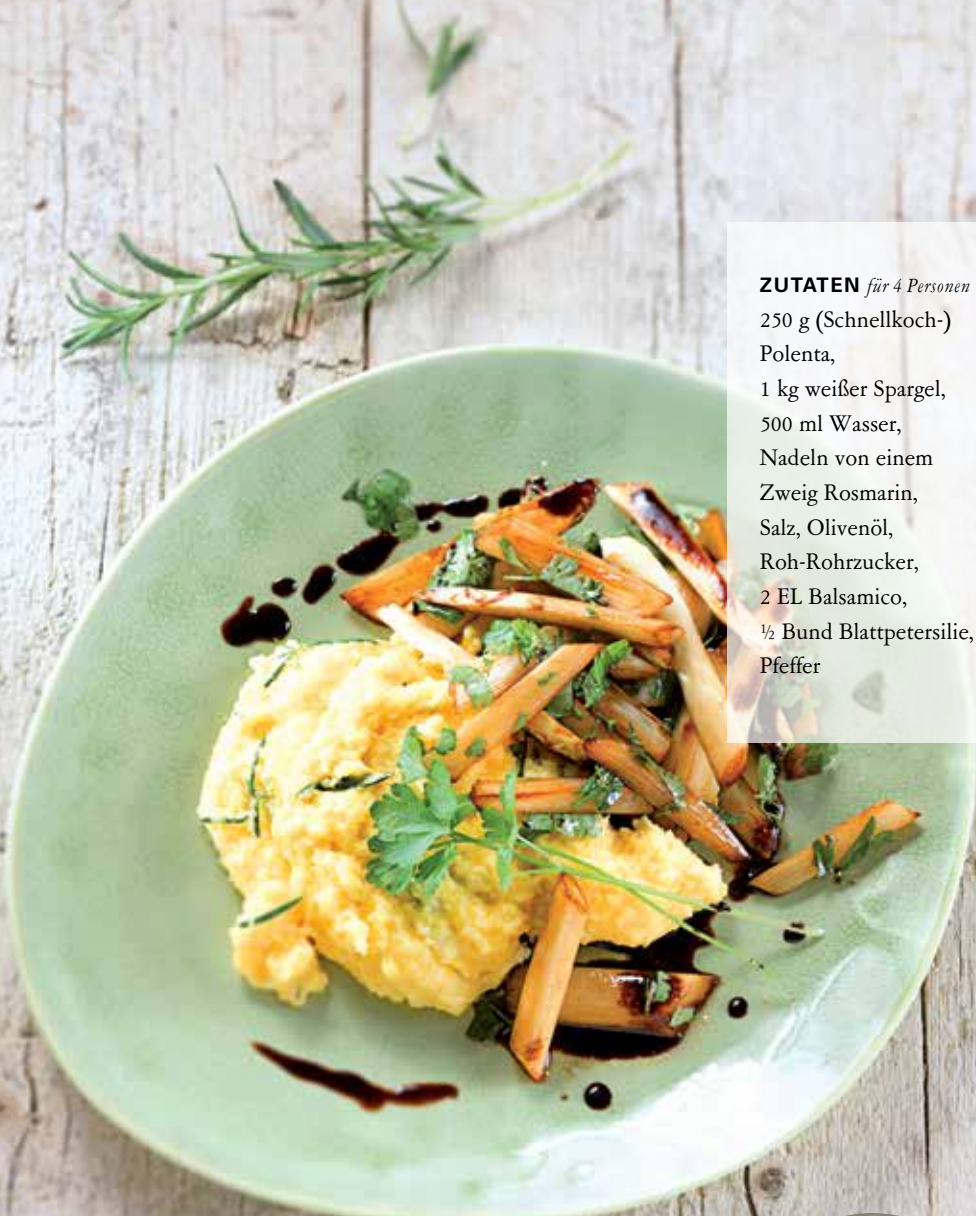 ZUTATEN für 4 Personen
250 g (Schnellkoch-)
Polenta,
1 kg weißer Spargel,
500 ml Wasser,
Nadeln von einem
Zweig Rosmarin,
Salz, Olivenöl,
Roh-Rohrzucker,
2 EL Balsamico,
½ Bund Blattpetersilie,
Pfeffer